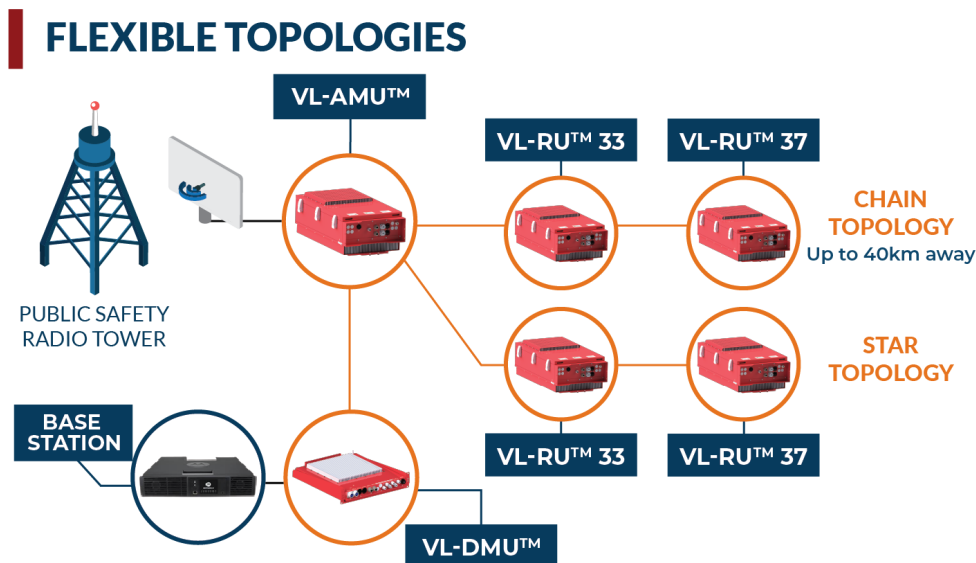 FLEXIBLE TOPOLOGIES
VL-AMU™
VL-RU™ 33
VL-RU™ 37
CHAIN
TOPOLOGY
Up to 40km away
PUBLIC SAFETY
RADIO TOWER
STAR
TOPOLOGY
BASE
STATION
VL-RU™ 33
VL-RU™ 37
VL-DMU™